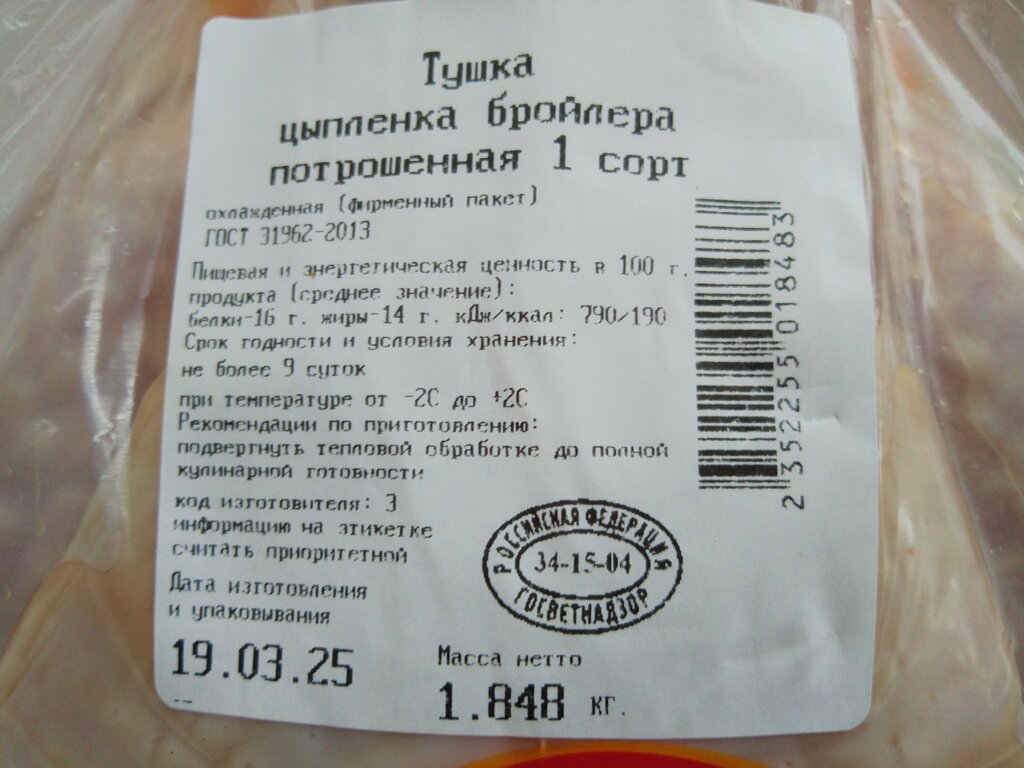 Тушка
цыпленка бройлера
потрошенная 1 сорт
охлажденная (фирменный пакет)
ГОСТ 31962-2013
Пищевая и энергетическая ценность в 100 г.
продукта (среднее значение):
белки-16 г. жиры-14 г. кДж/ккал: 790/190
Срок годности и условия хранения:
не более 9 суток
при температуре от -2С до +2С
Рекомендации по приготовлению:
подвергнуть тепловой обработке до полной
кулинарной готовности
код изготовителя: 3
информацию на этикетке
считать приоритетной
Дата изготовления
и упаковывания
19.03.25
--
Масса нетто
1.848 кг.
РОССИЙСКАЯ ФЕДЕРАЦИЯ
34-15-04
ГОСВЕТНАДЗОР
2352255018483